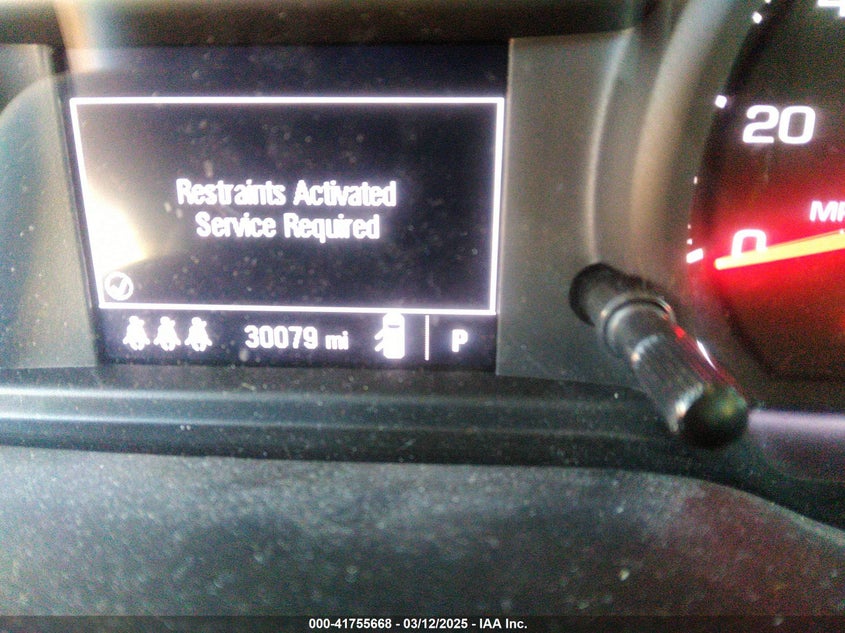 Restraints Activated
Service Required
30079 mi
P
20
0
000-41755668 - 03/12/2025 - IAA Inc.